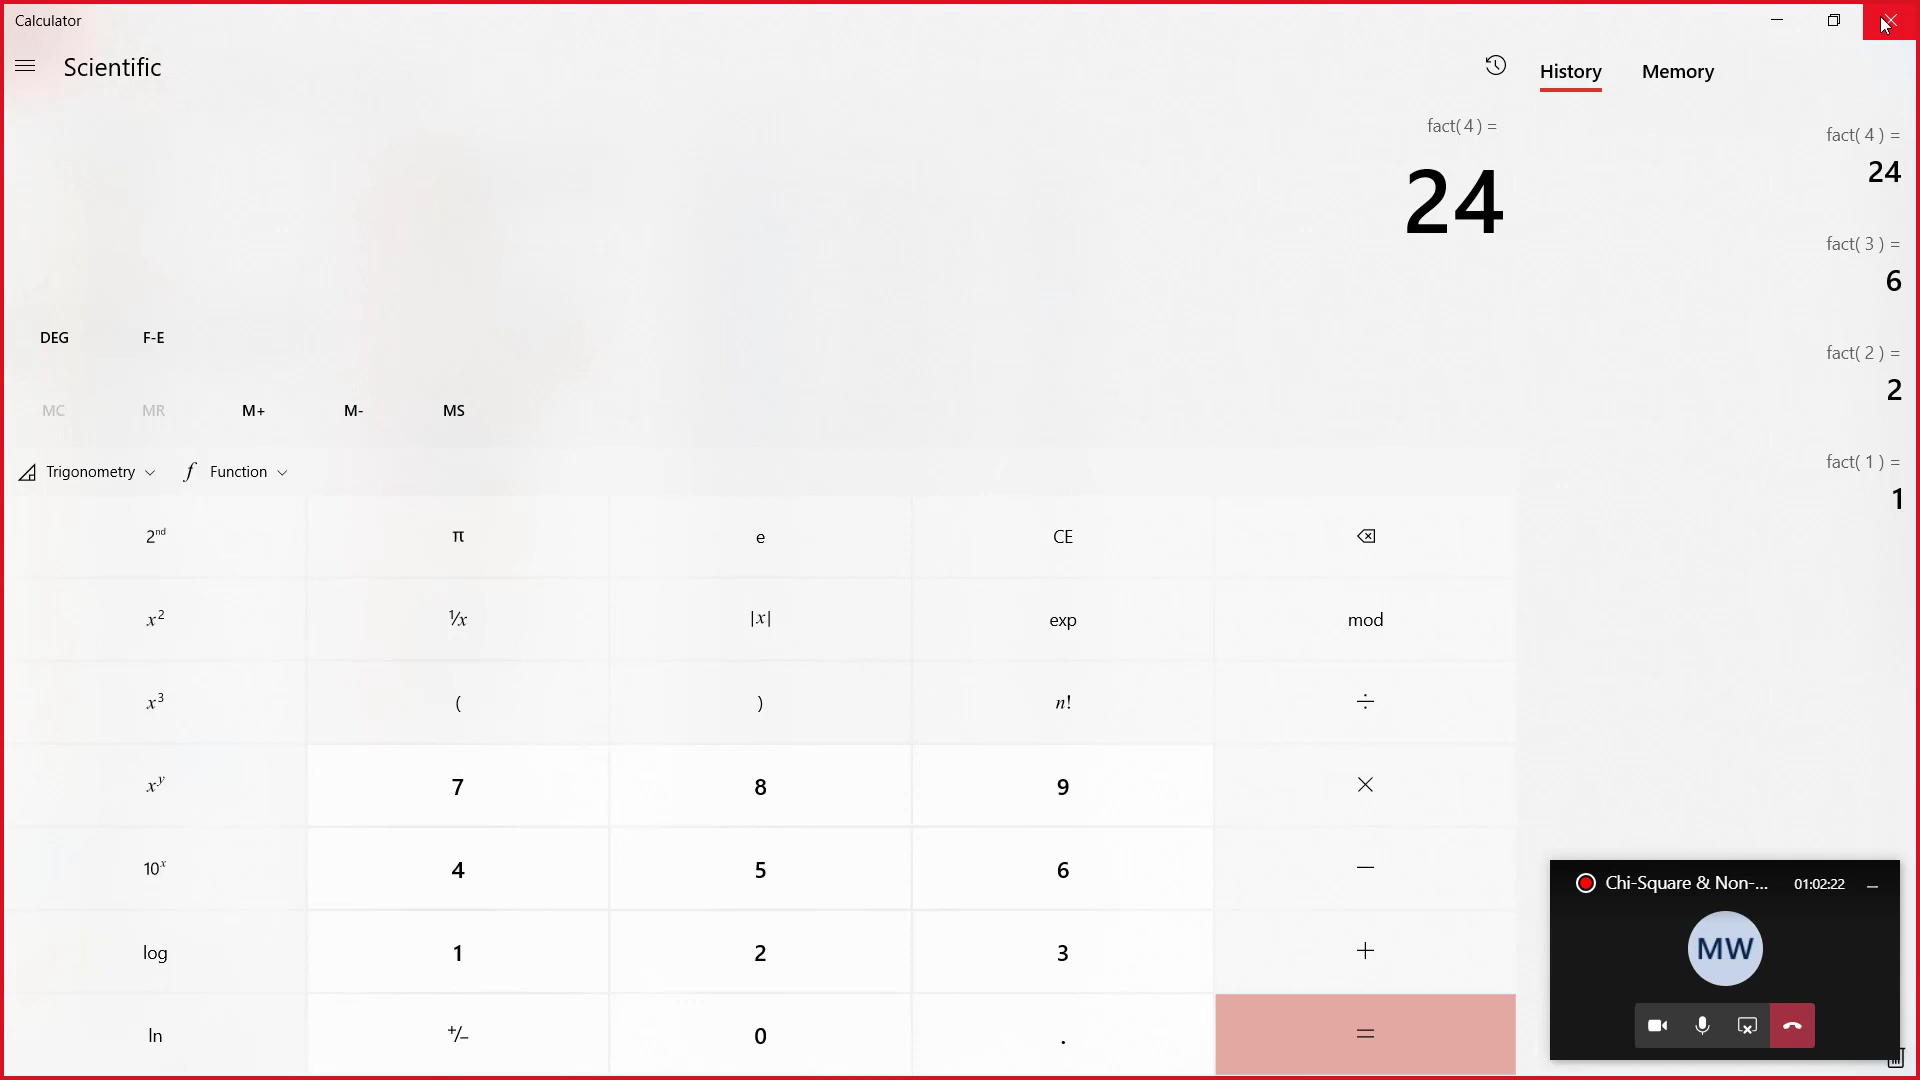 Calculator
Scientific
History Memory
fact( 4 ) =
24
fact( 4 ) =
24
fact( 3 ) =
6
fact( 2 ) =
2
fact( 1 ) =
1
DEG F-E
MC MR M+ M- MS
Trigonometry f Function
2nd π e CE
x2 1/x |x| exp mod
x3 ( ) n! ÷
xy 7 8 9 ×
10x 4 5 6 −
log 1 2 3 +
ln +/− 0 . =
Chi-Square & Non-... 01:02:22
MW